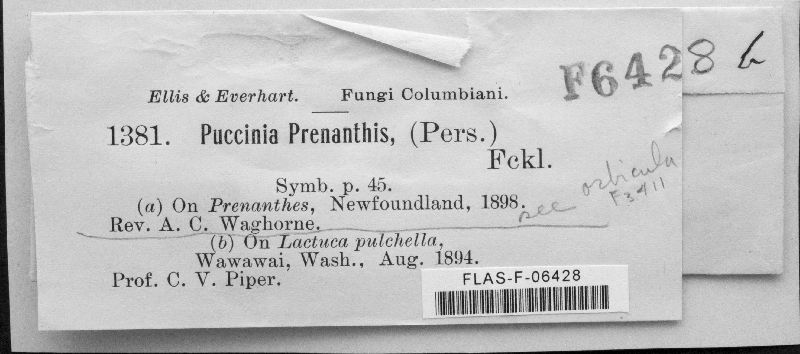 F6428 b
Ellis & Everhart. Fungi Columbiani.
1381. Puccinia Prenanthis, (Pers.)
Fckl.
Symb. p. 45.
(a) On Prenanthes, Newfoundland, 1898.
see orbicula
F3411
Rev. A. C. Waghorne.
(b) On Lactuca pulchella,
Wawawai, Wash., Aug. 1894.
Prof. C. V. Piper.
FLAS-F-06428